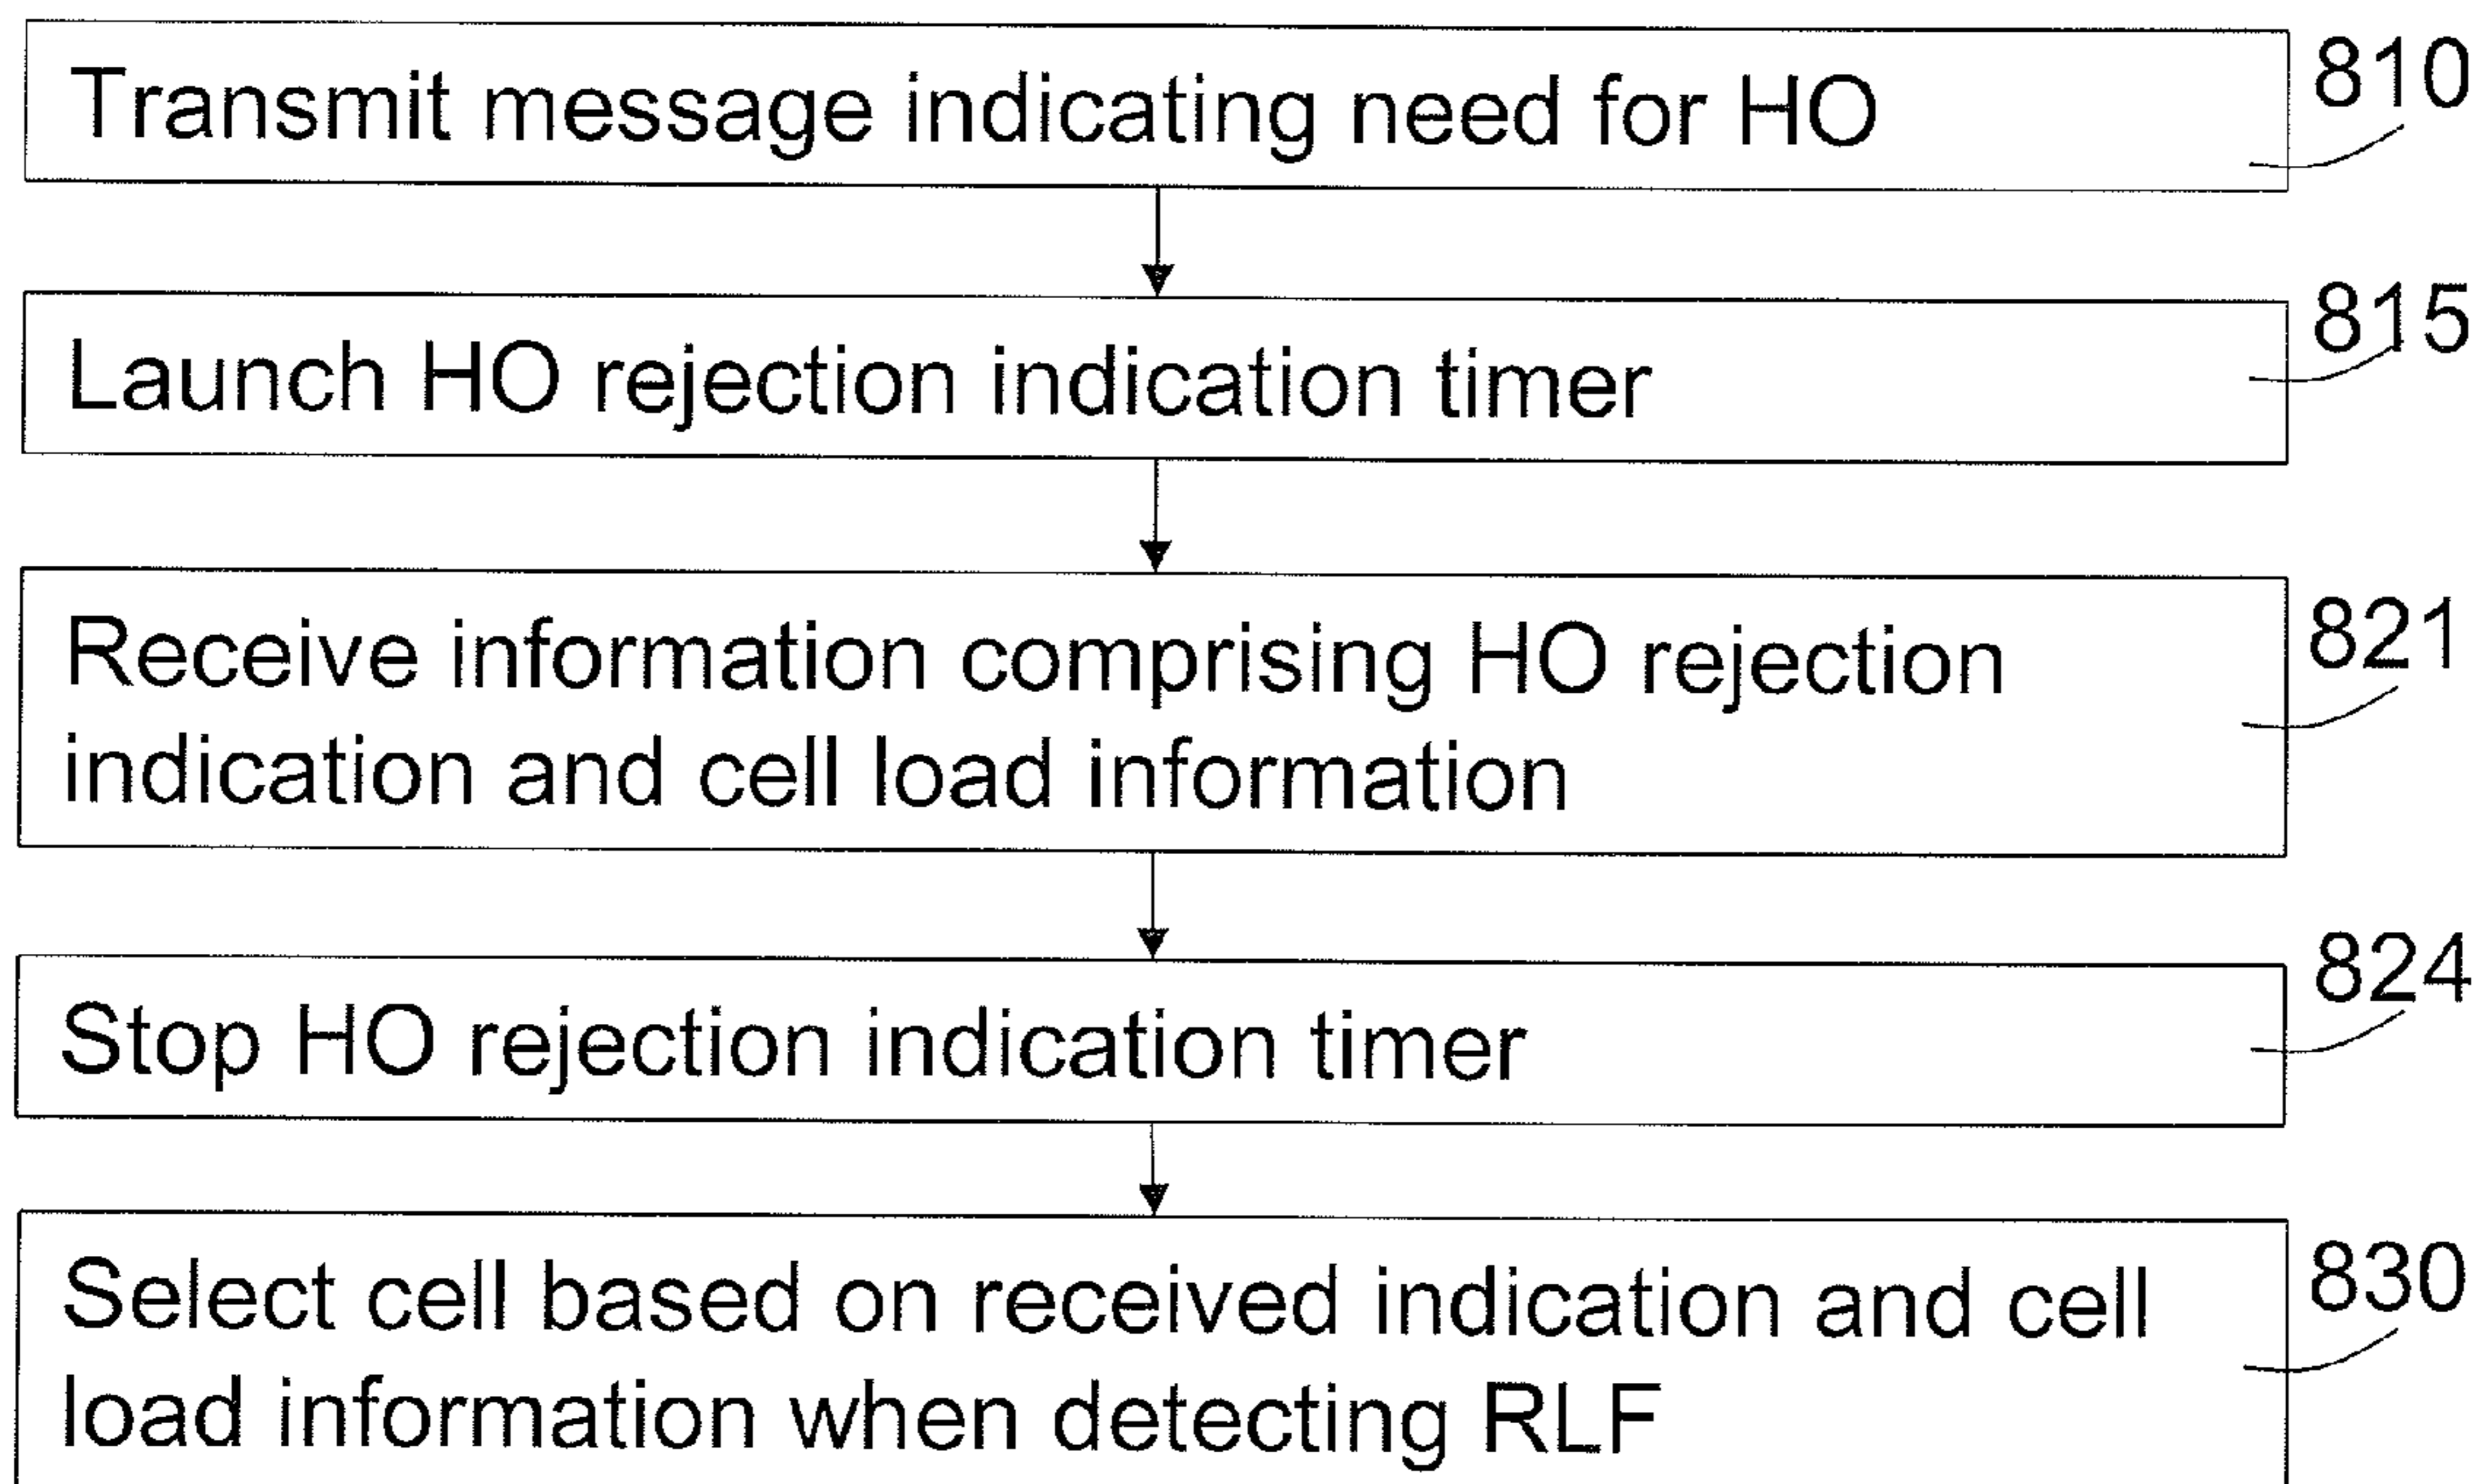 Transmit message indicating need for HO
810
Launch HO rejection indication timer
815
Receive information comprising HO rejection
indication and cell load information
821
Stop HO rejection indication timer
824
Select cell based on received indication and cell
load information when detecting RLF
830